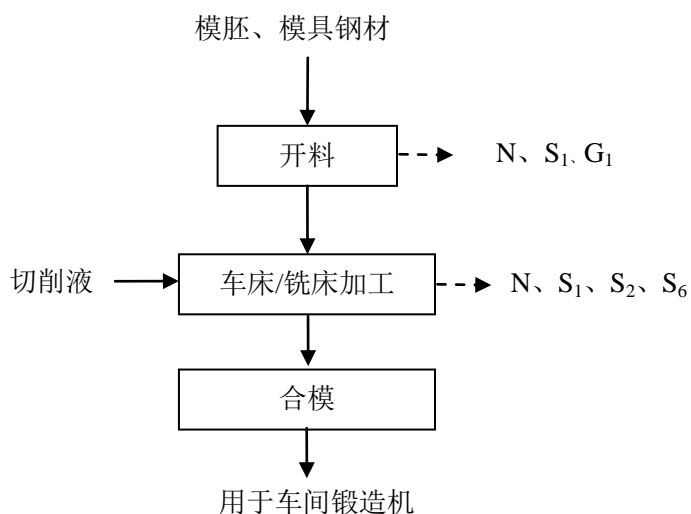 模胚、模具钢材
开料
N、S₁、G₁
切削液
车床/铣床加工
N、S₁、S₂、S₆
合模
用于车间锻造机